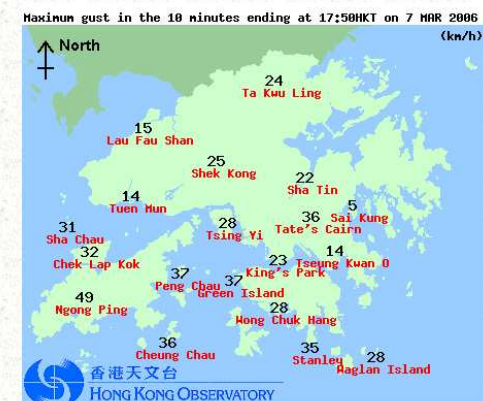 Maximum gust in the 10 minutes ending at 17:50HKT on 7 MAR 2006
(km/h)
North
24
Ta Kwu Ling
15
Lau Fau Shan
25
Shek Kong
22
Sha Tin
14
Tuen Mun
5
Sai Kung
36
Tate's Cairn
28
Tsing Yi
31
Sha Chau
32
Chek Lap Kok
14
Tseung Kwan O
23
King's Park
37
Peng Chau
37
Green Island
49
Ngong Ping
28
Wong Chuk Hang
36
Cheung Chau
35
Stanley
28
Waglan Island
香港天文台
HONG KONG OBSERVATORY